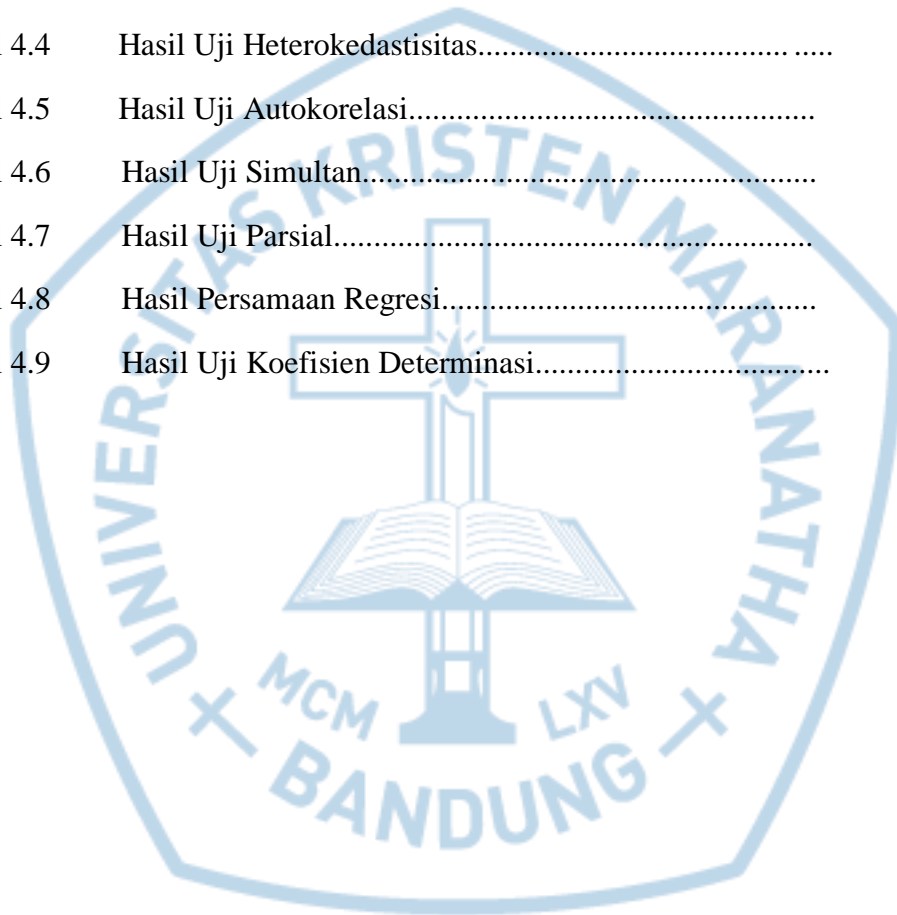 4.4 Hasil Uji Heterokedastisitas...................................... .....
4.5 Hasil Uji Autokorelasi..................................................
4.6 Hasil Uji Simultan........................................................
4.7 Hasil Uji Parsial...........................................................
4.8 Hasil Persamaan Regresi..............................................
4.9 Hasil Uji Koefisien Determinasi....................................
UNIVERSITAS KRISTEN MARANATHA
MCM LXV
BANDUNG